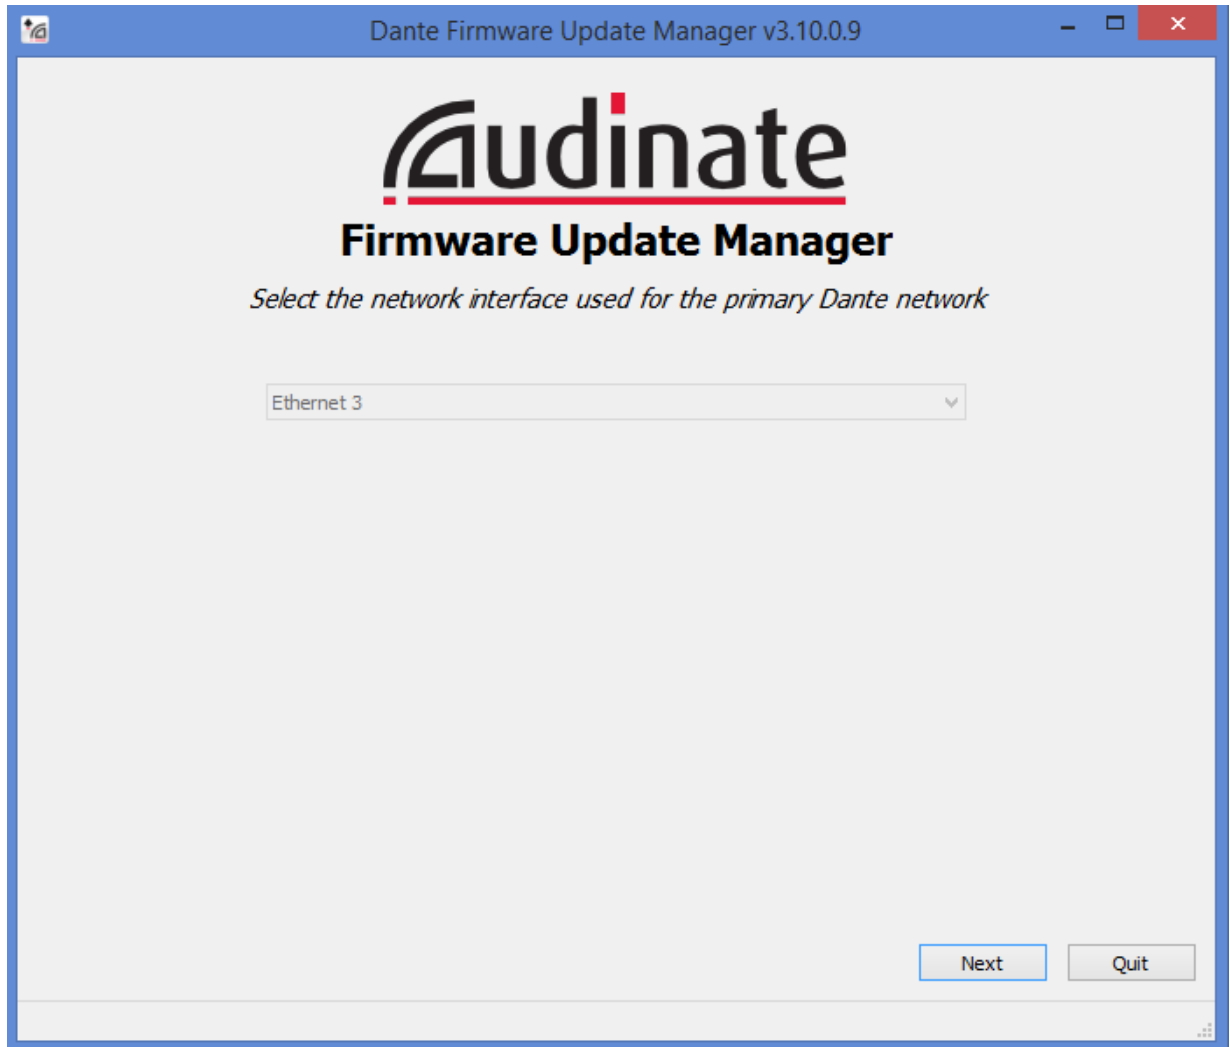 Dante Firmware Update Manager v3.10.0.9
Audinate
Firmware Update Manager
Select the network interface used for the primary Dante network
Ethernet 3
Next
Quit